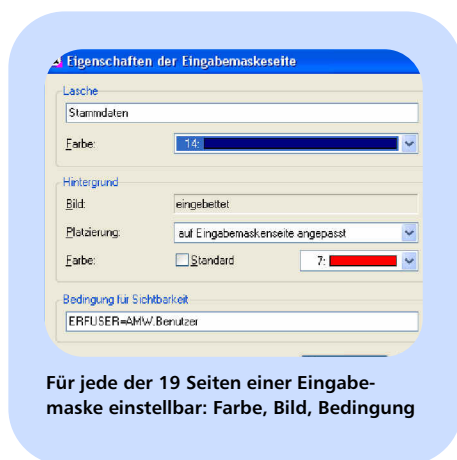 Eigenschaften der Eingabemaskeseite
Lasche
Stammdaten
Farbe: 14:
Hintergrund
Bild: eingebettet
Platzierung: auf Eingabemaskenseite angepasst
Farbe: Standard 7:
Bedingung für Sichtbarkeit
ERFUSER=AMW.Benutzer
Für jede der 19 Seiten einer Eingabe-
maske einstellbar: Farbe, Bild, Bedingung